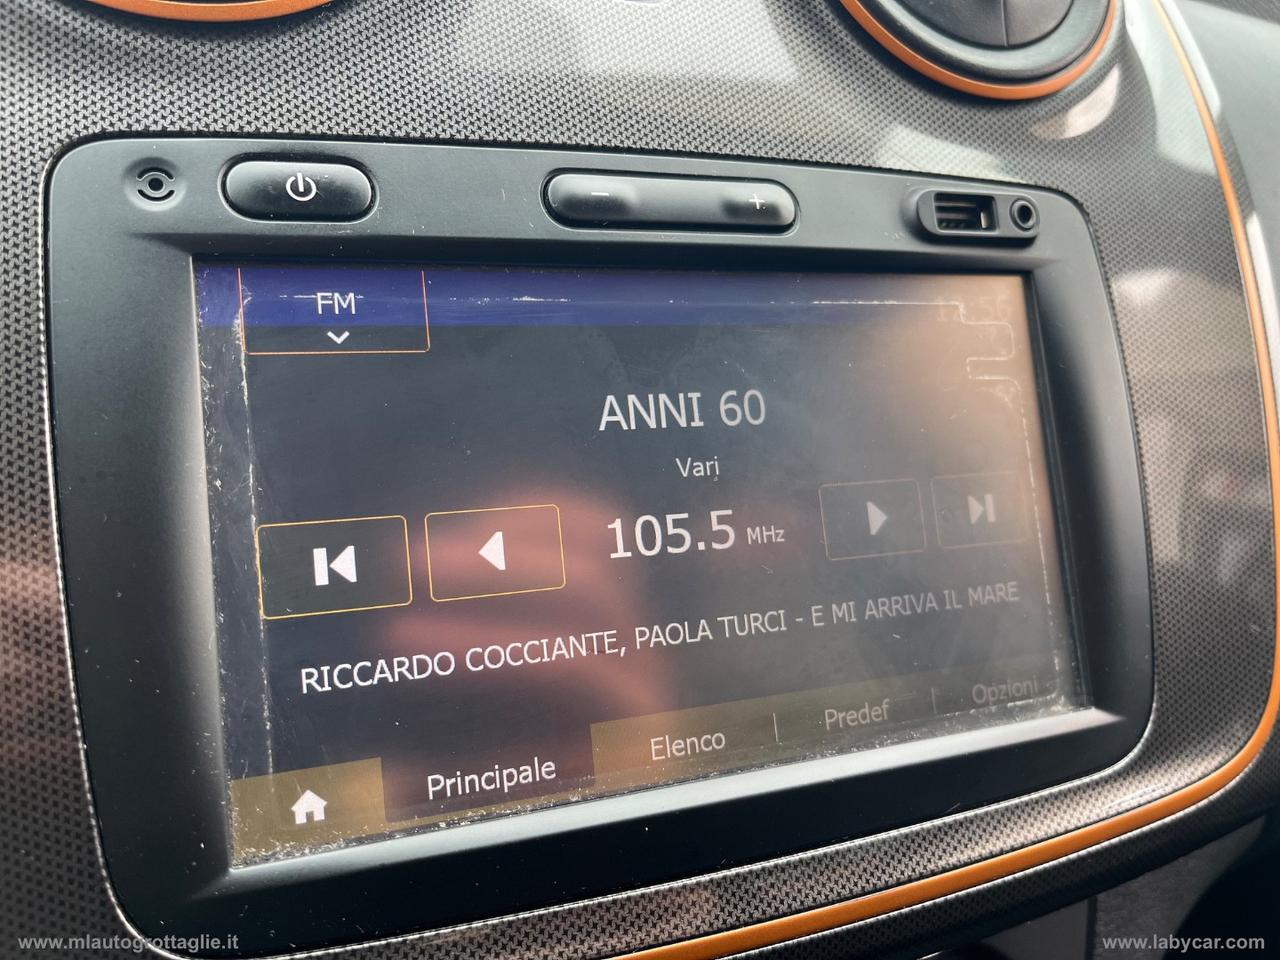 FM
ANNI 60
Vari
105.5 MHz
RICCARDO COCCIANTE, PAOLA TURCI - E MI ARRIVA IL MARE
Principale
Elenco
Predef
Opzioni
www.mlautogrottaglie.it
www.labycar.com